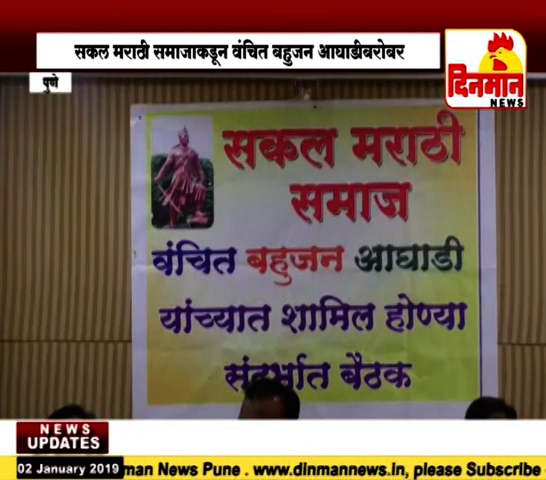 सकल मराठी समाजाकडून वंचित बहुजन आघाडीबरोबर
पुणे
दिनमान
NEWS
सकल मराठी
समाज
वंचित बहुजन आघाडी
यांच्यात शामिल होण्या
संदर्भात बैठक
NEWS
UPDATES
02 January 2019 man News Pune . www.dinmannews.in, please Subscribe